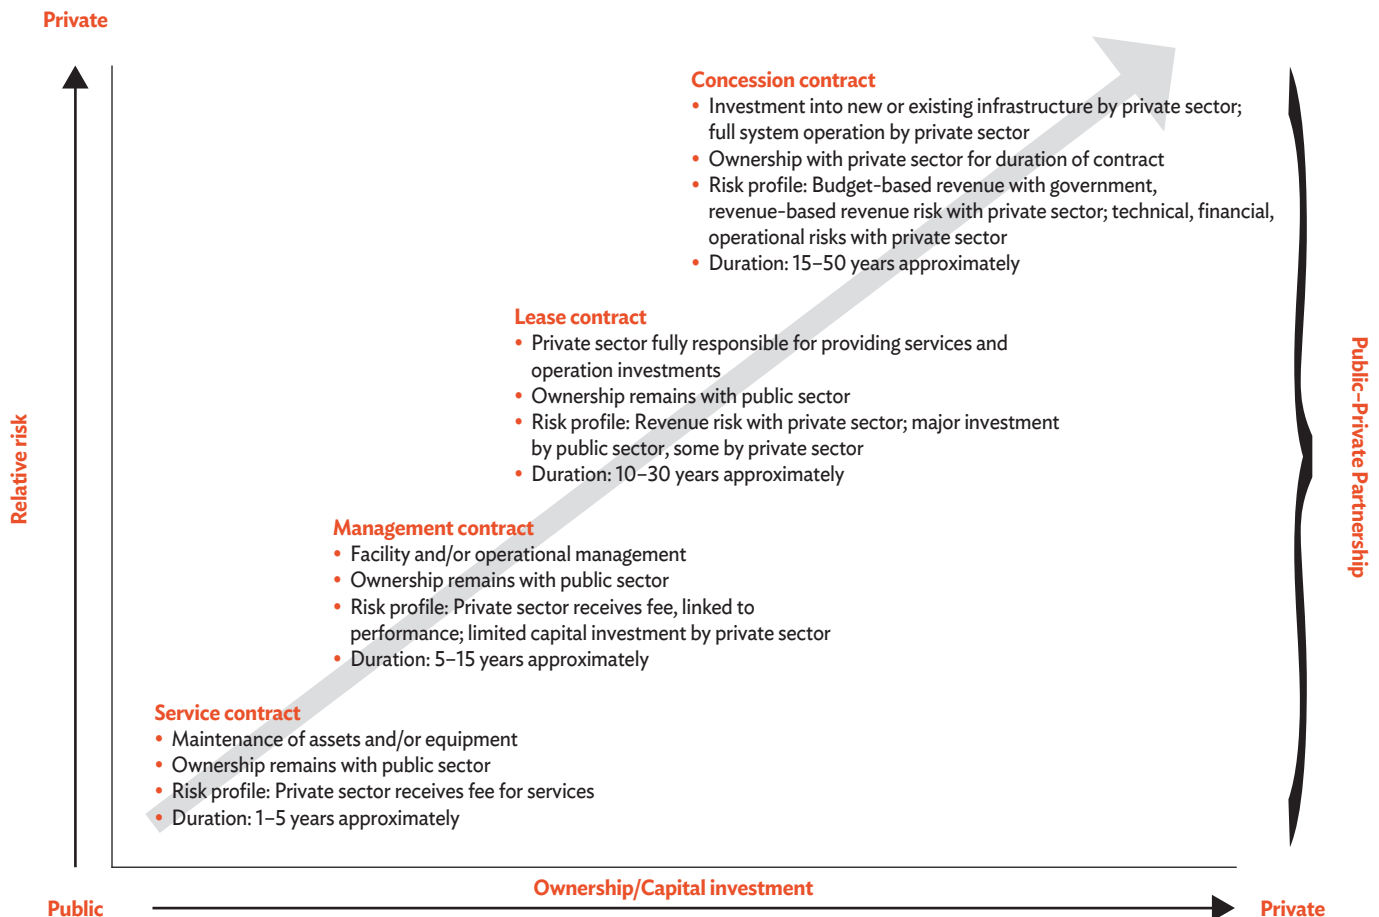 Private
Concession contract
• Investment into new or existing infrastructure by private sector;
full system operation by private sector
• Ownership with private sector for duration of contract
• Risk profile: Budget-based revenue with government,
revenue-based revenue risk with private sector; technical, financial,
operational risks with private sector
• Duration: 15–50 years approximately
Lease contract
• Private sector fully responsible for providing services and
operation investments
• Ownership remains with public sector
• Risk profile: Revenue risk with private sector; major investment
by public sector, some by private sector
• Duration: 10–30 years approximately
Public–Private Partnership
Relative risk
Management contract
• Facility and/or operational management
• Ownership remains with public sector
• Risk profile: Private sector receives fee, linked to
performance; limited capital investment by private sector
• Duration: 5–15 years approximately
Service contract
• Maintenance of assets and/or equipment
• Ownership remains with public sector
• Risk profile: Private sector receives fee for services
• Duration: 1–5 years approximately
Ownership/Capital investment
Public
Private